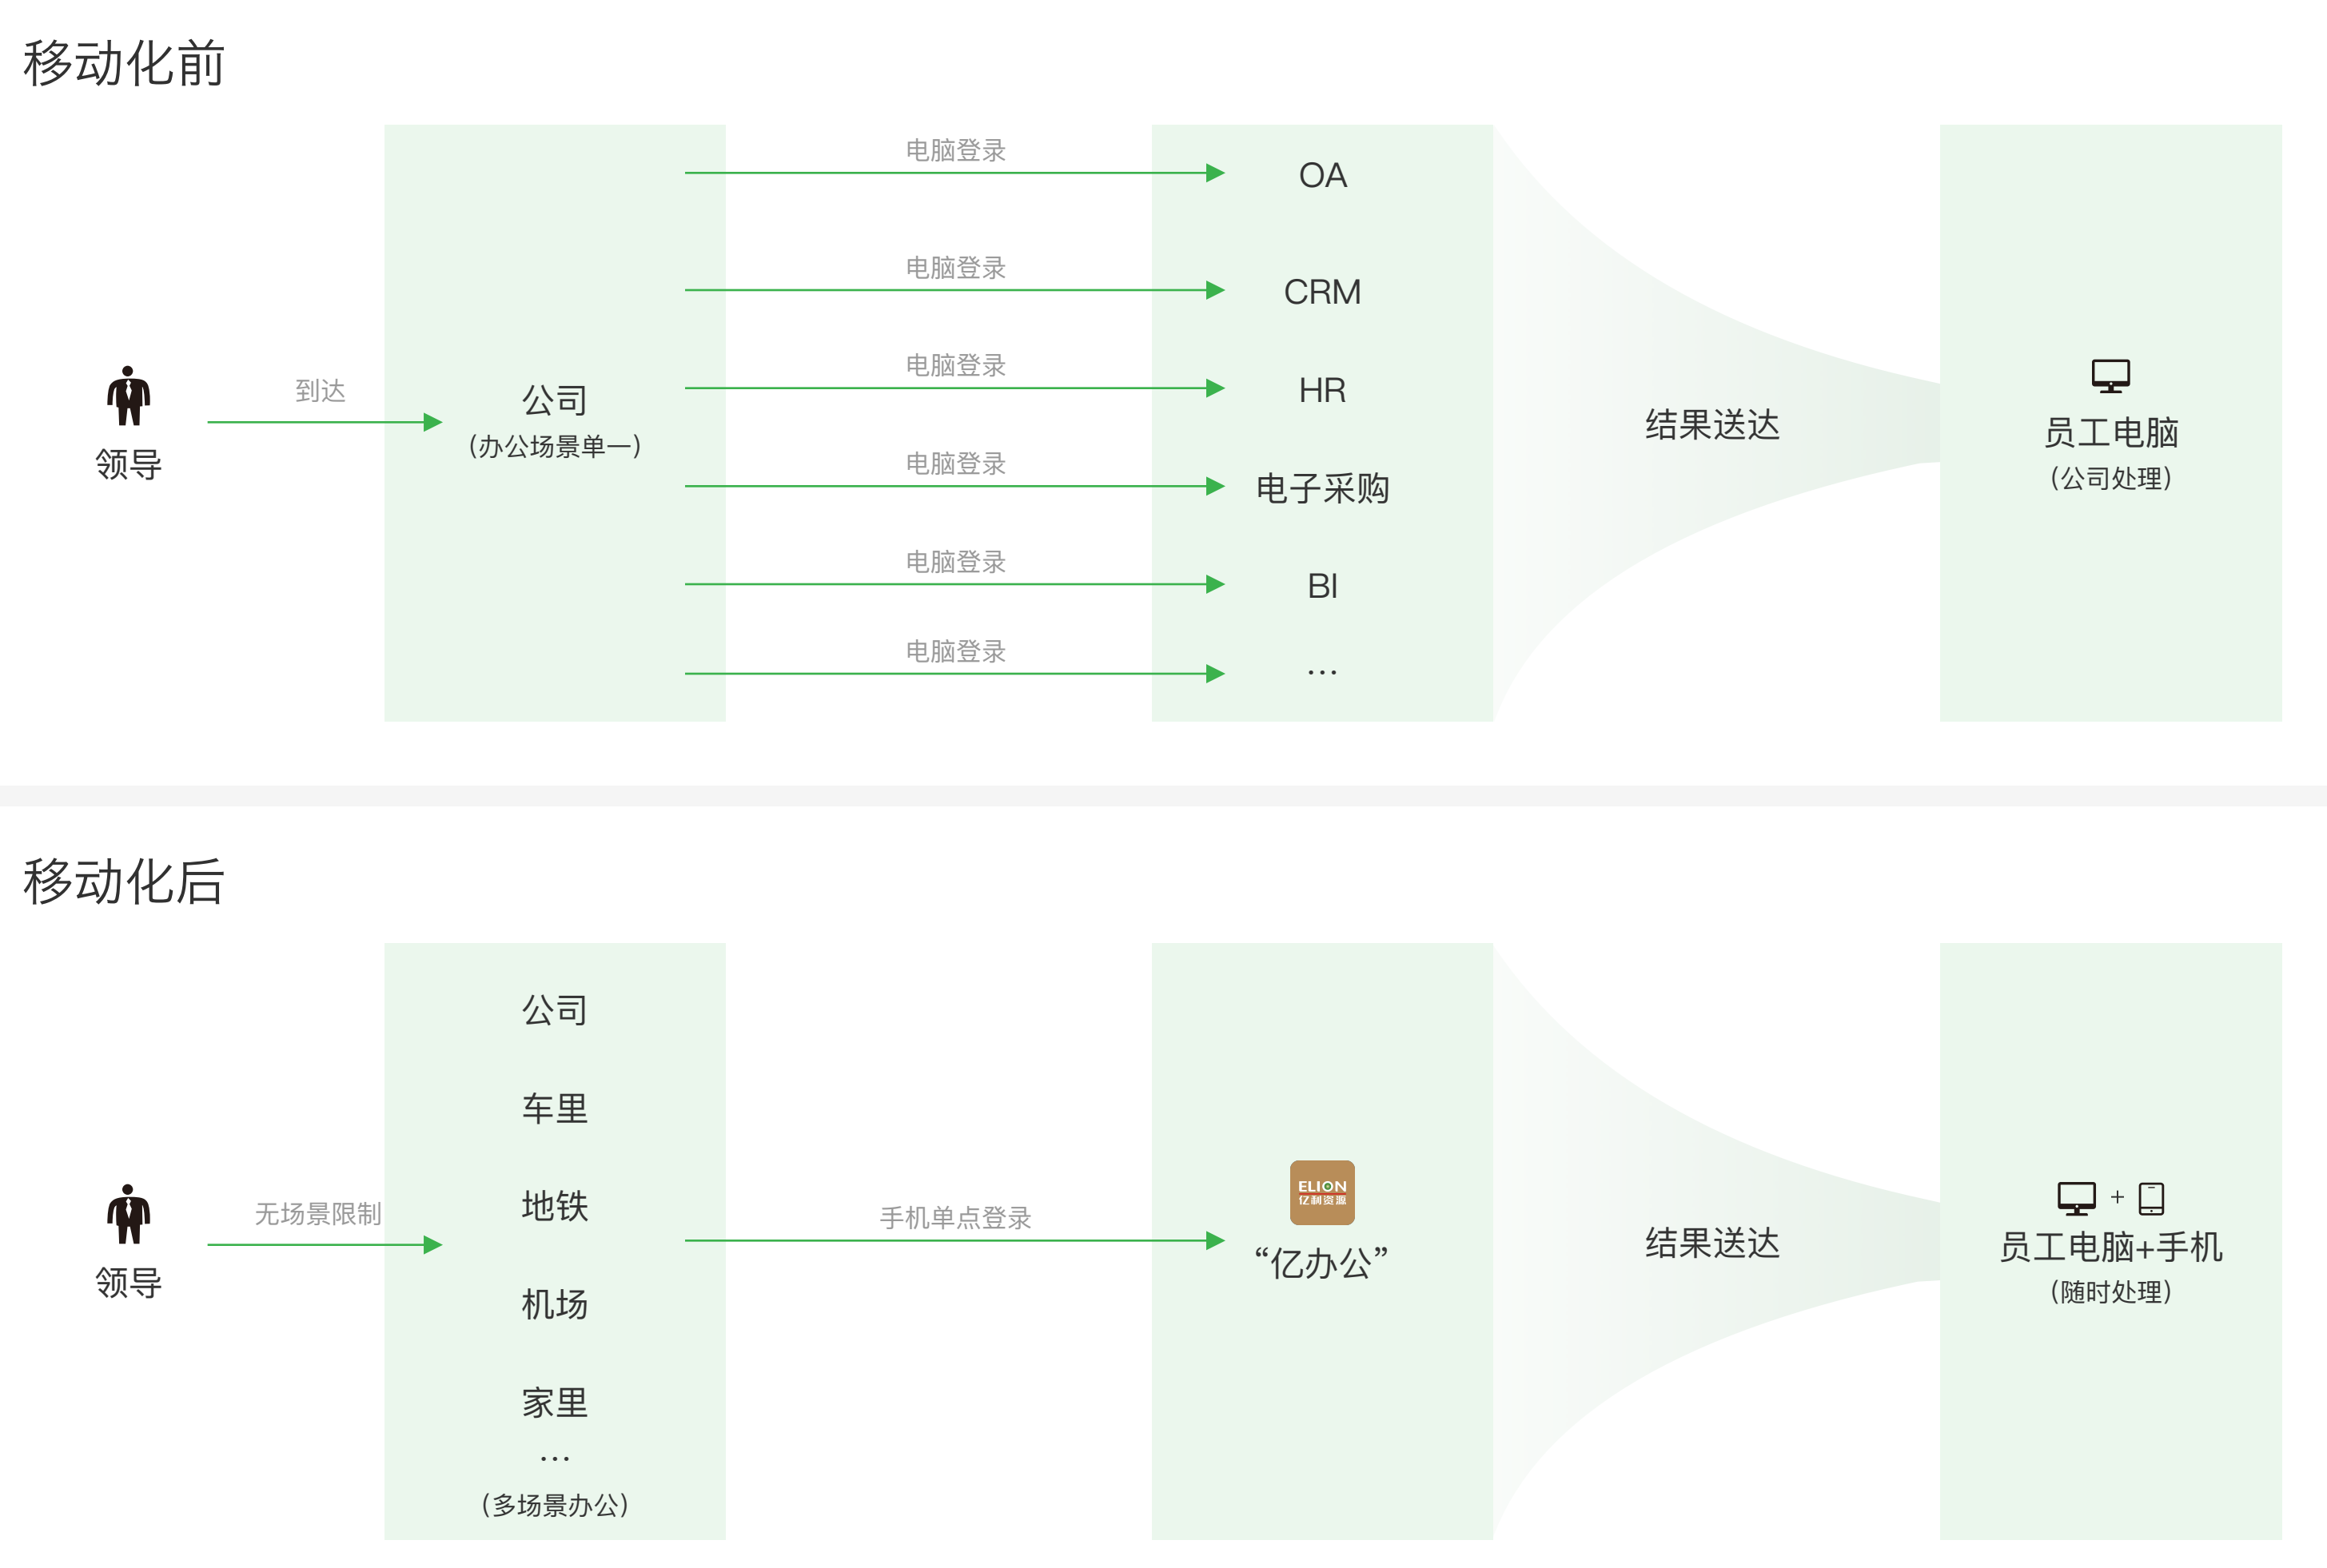 移动化前
电脑登录
OA
电脑登录
CRM
电脑登录
HR
到达
公司
(办公场景单一)
领导
电脑登录
电子采购
结果送达
员工电脑
(公司处理)
电脑登录
BI
电脑登录
...
移动化后
公司
车里
地铁
无场景限制
手机单点登录
ELION
亿利资源
“亿办公”
领导
机场
家里
...
(多场景办公)
结果送达
+
员工电脑+手机
(随时处理)